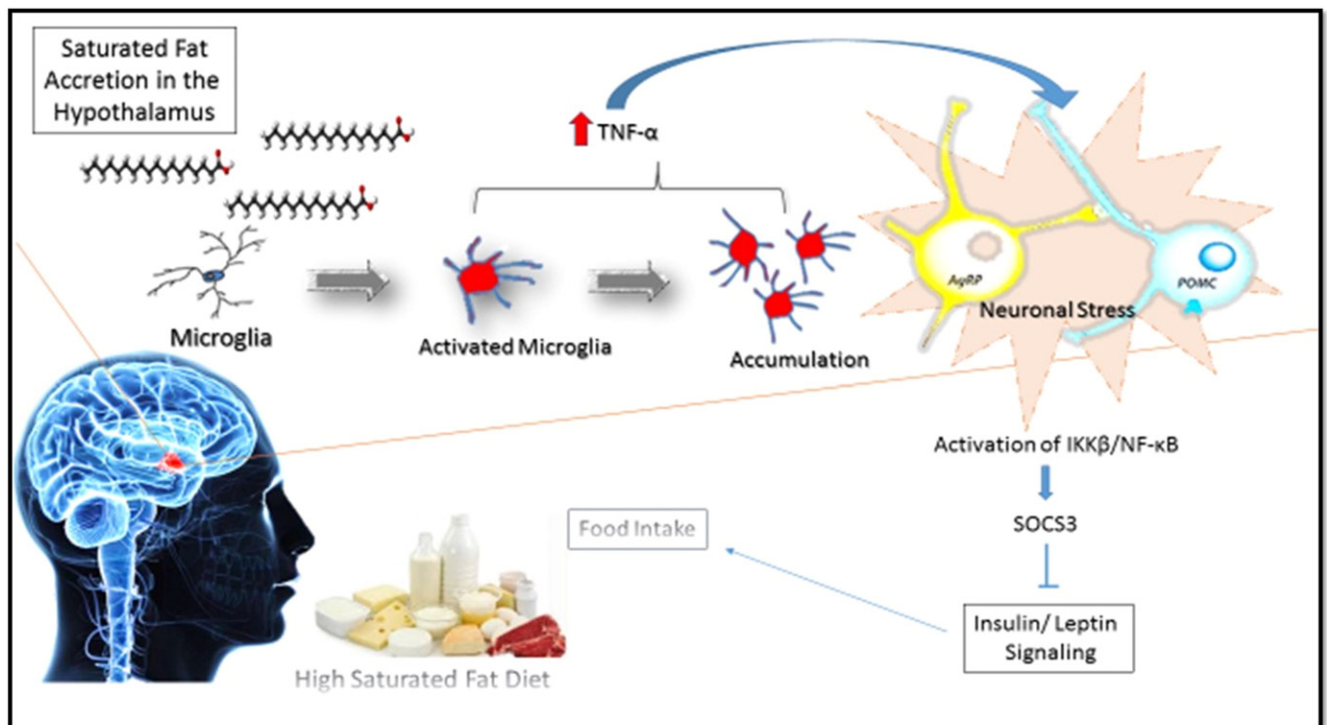 Saturated Fat
Accretion in the
Hypothalamus
TNF-α
Microglia
Activated Microglia
Accumulation
AgRP
POMC
Neuronal Stress
Activation of IKKβ/NF-κB
SOCS3
Insulin/ Leptin
Signaling
Food Intake
High Saturated Fat Diet